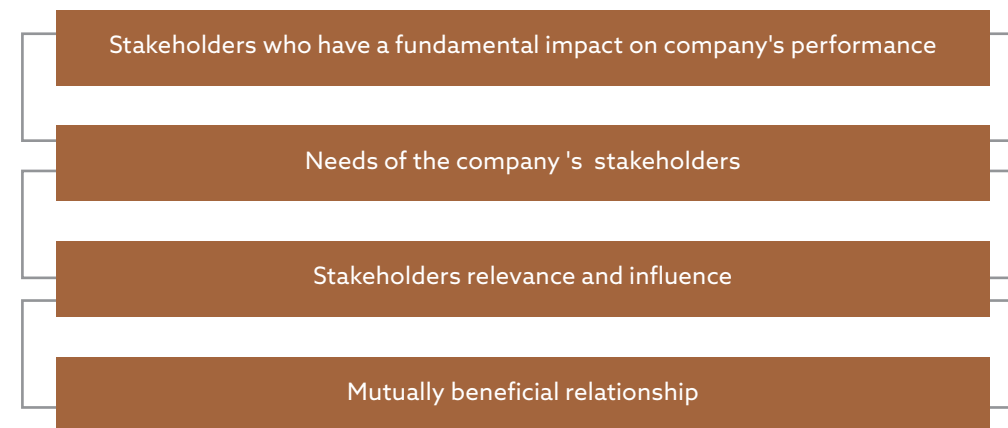 Stakeholders who have a fundamental impact on company's performance
Needs of the company 's stakeholders
Stakeholders relevance and influence
Mutually beneficial relationship